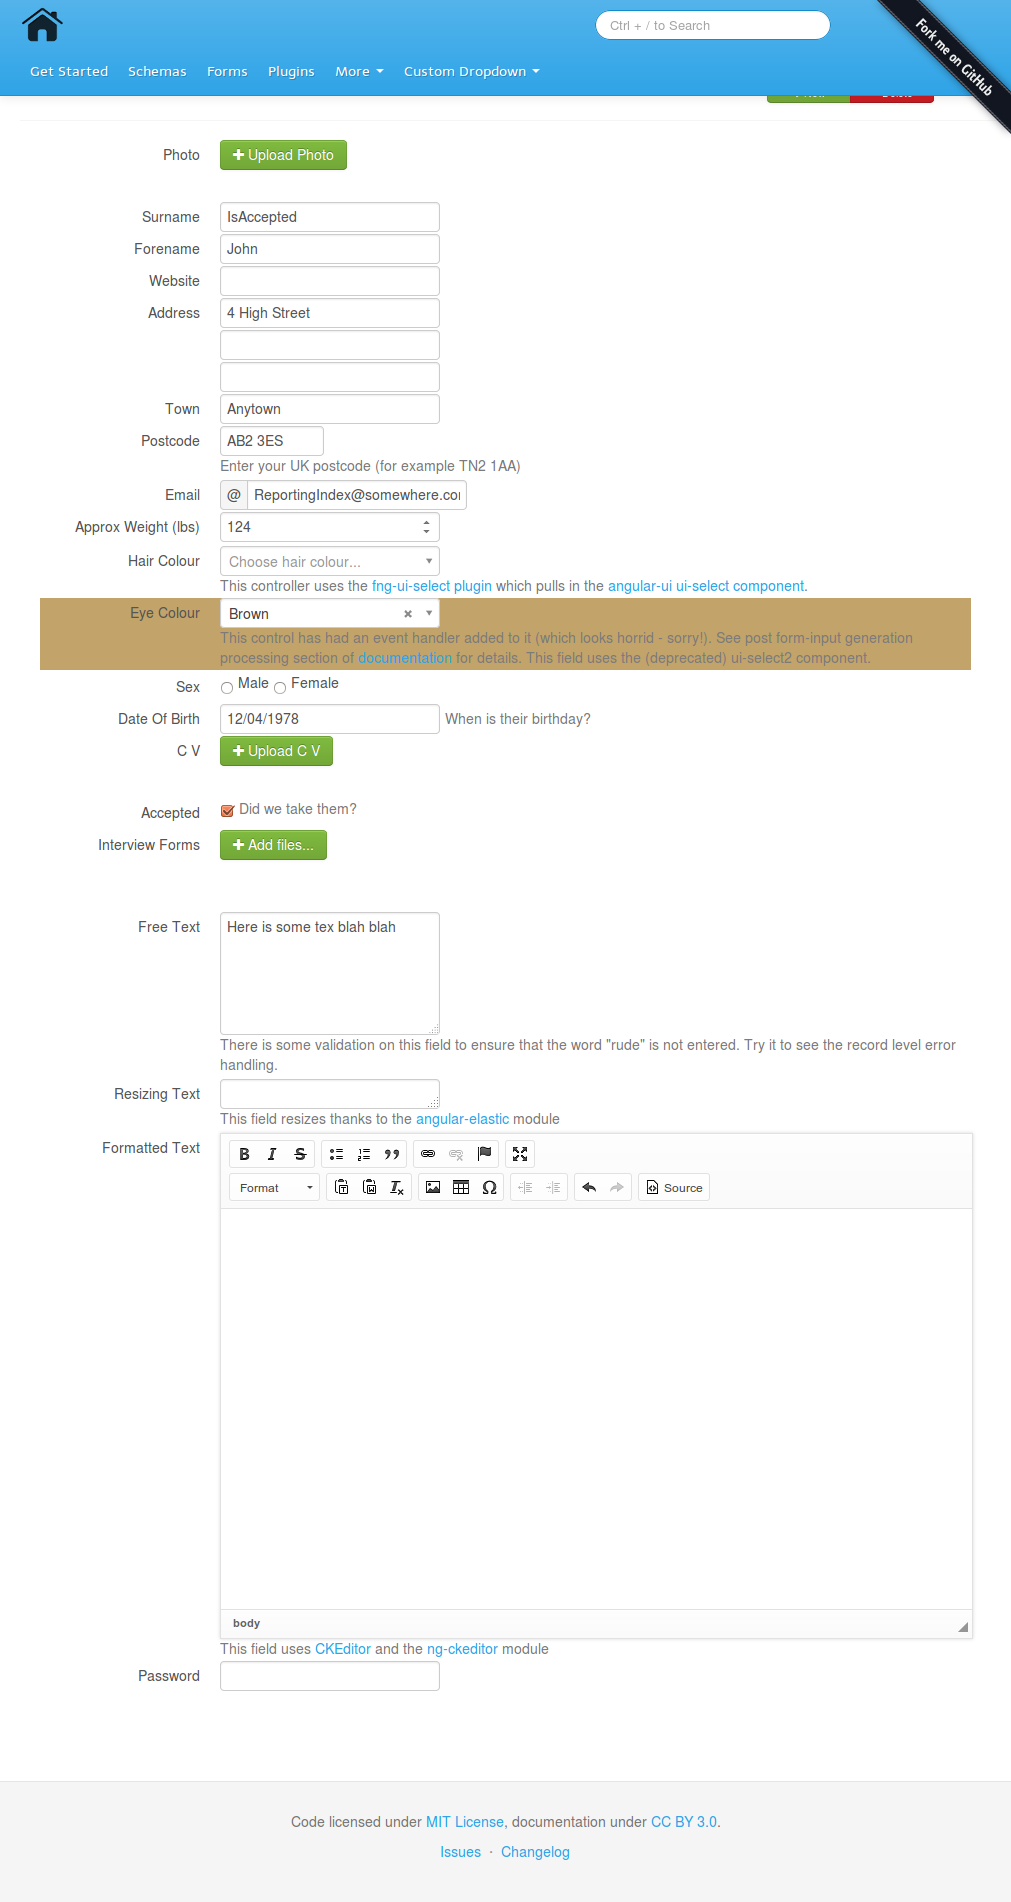 Ctrl + / to Search
Fork me on GitHub
Get Started Schemas Forms Plugins More Custom Dropdown
Photo Upload Photo
Surname IsAccepted
Forename John
Website
Address 4 High Street
Town Anytown
Postcode AB2 3ES
Enter your UK postcode (for example TN2 1AA)
Email @ ReportingIndex@somewhere.co
Approx Weight (lbs) 124
Hair Colour Choose hair colour...
This controller uses the fng-ui-select plugin which pulls in the angular-ui ui-select component.
Eye Colour Brown
This control has had an event handler added to it (which looks horrid - sorry!). See post form-input generation
processing section of documentation for details. This field uses the (deprecated) ui-select2 component.
Sex Male Female
Date Of Birth 12/04/1978 When is their birthday?
C V Upload C V
Accepted Did we take them?
Interview Forms Add files...
Free Text Here is some tex blah blah
There is some validation on this field to ensure that the word "rude" is not entered. Try it to see the record level error
handling.
Resizing Text
This field resizes thanks to the angular-elastic module
Formatted Text B I S
Format Source
body
This field uses CKEditor and the ng-ckeditor module
Password
Code licensed under MIT License, documentation under CC BY 3.0.
Issues · Changelog